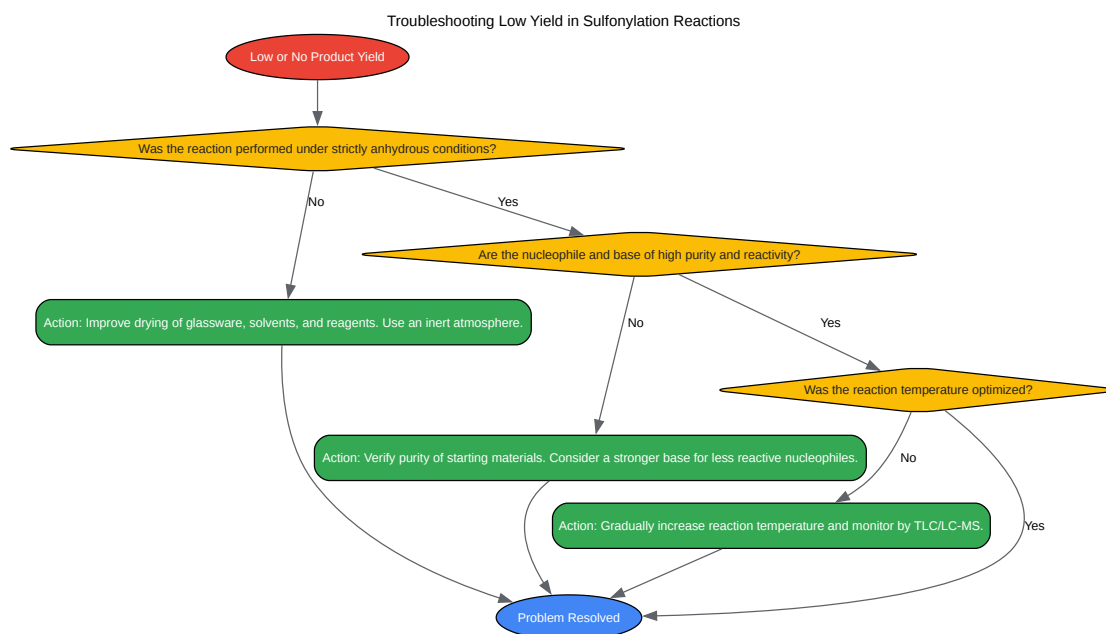 Troubleshooting Low Yield in Sulfonylation Reactions
Low or No Product Yield
Was the reaction performed under strictly anhydrous conditions?
No
Yes
Are the nucleophile and base of high purity and reactivity?
Action: Improve drying of glassware, solvents, and reagents. Use an inert atmosphere.
No
Yes
Was the reaction temperature optimized?
Action: Verify purity of starting materials. Consider a stronger base for less reactive nucleophiles.
No
Action: Gradually increase reaction temperature and monitor by TLC/LC-MS.
Yes
Problem Resolved